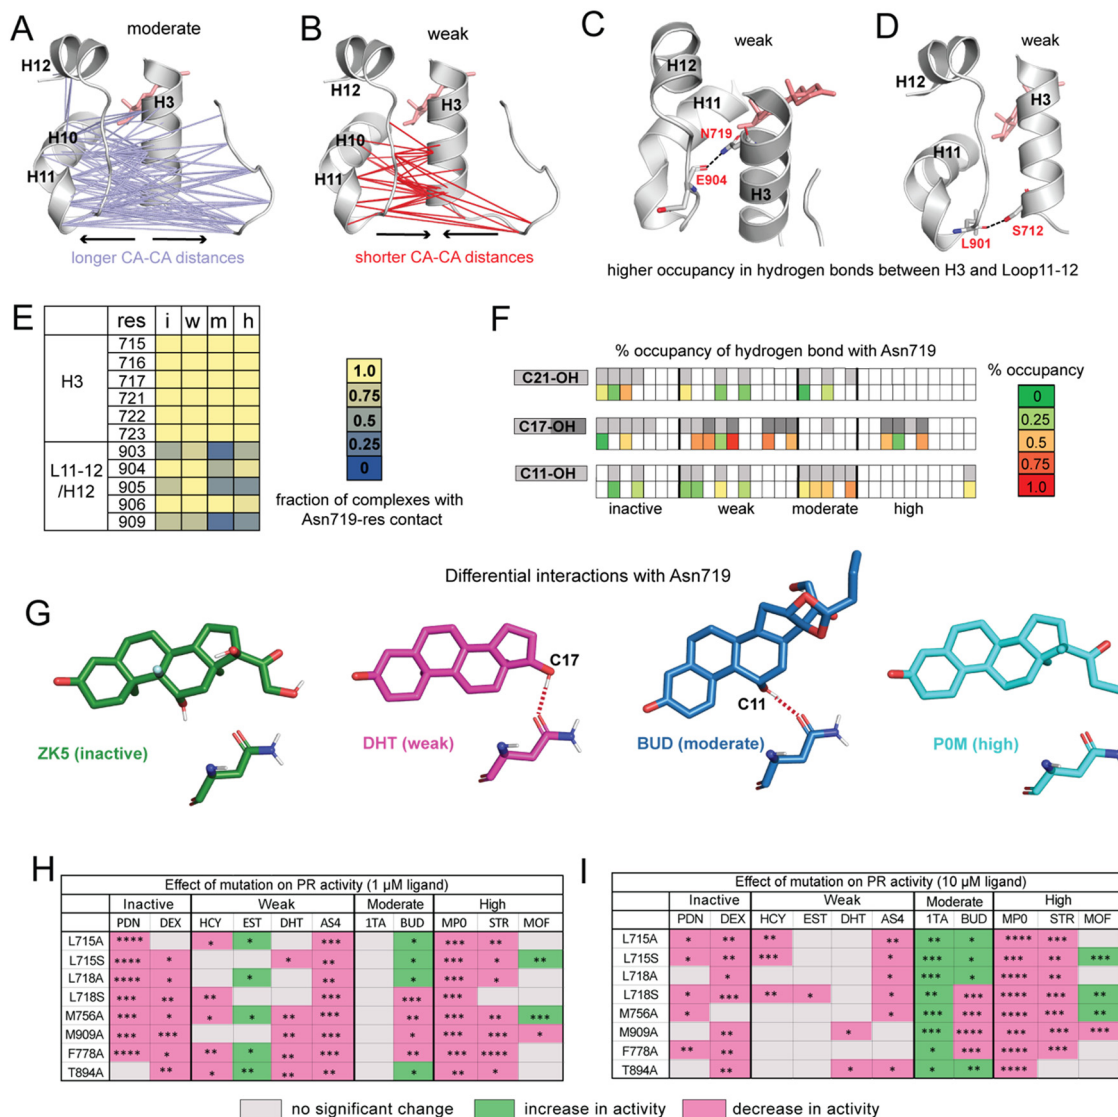 A
moderate
H12
H3
H10
H11
longer CA-CA distances
B
weak
H12
H3
H10
H11
shorter CA-CA distances
C
weak
H12
H11
N719
E904
H3
D
weak
H12
H3
H11
L901
S712
higher occupancy in hydrogen bonds between H3 and Loop11-12
E
res i w m h
H3
715
716
717
721
722
723
L11-12
/H12
903
904
905
906
909
1.0
0.75
0.5
0.25
0
fraction of complexes with
Asn719-res contact
F
% occupancy of hydrogen bond with Asn719
C21-OH
C17-OH
C11-OH
inactive weak moderate high
% occupancy
0
0.25
0.5
0.75
1.0
Differential interactions with Asn719
G
ZK5 (inactive)
C17
DHT (weak)
C11
BUD (moderate)
P0M (high)
H
Effect of mutation on PR activity (1 µM ligand)
Inactive Weak Moderate High
PDN DEX HCY EST DHT AS4 1TA BUD MP0 STR MOF
L715A **** * * *** * *** **
L715S **** * * ** * *** * **
L718A **** * * ** * *** *
L718S *** ** ** *** *** ***
M756A *** * * * ** *** ** *** ** ***
M909A *** *** ** *** * *** *** *
F778A **** * ** * ** *** ** *** ****
T894A ** * ** ** ** * ** *
I
Effect of mutation on PR activity (10 µM ligand)
Inactive Weak Moderate High
PDN DEX HCY EST DHT AS4 1TA BUD MP0 STR MOF
L715A * ** ** ** ** * **** ***
L715S * ** *** * *** * *** *** ***
L718A * * *** * **** **
L718S * *** ** * * ** *** **** *** **
M756A * * *** *** **** *** **
M909A ** * *** **** *** *** ***
F778A ** ** * *** **** ***
T894A ** * * * ** ****
no significant change increase in activity decrease in activity